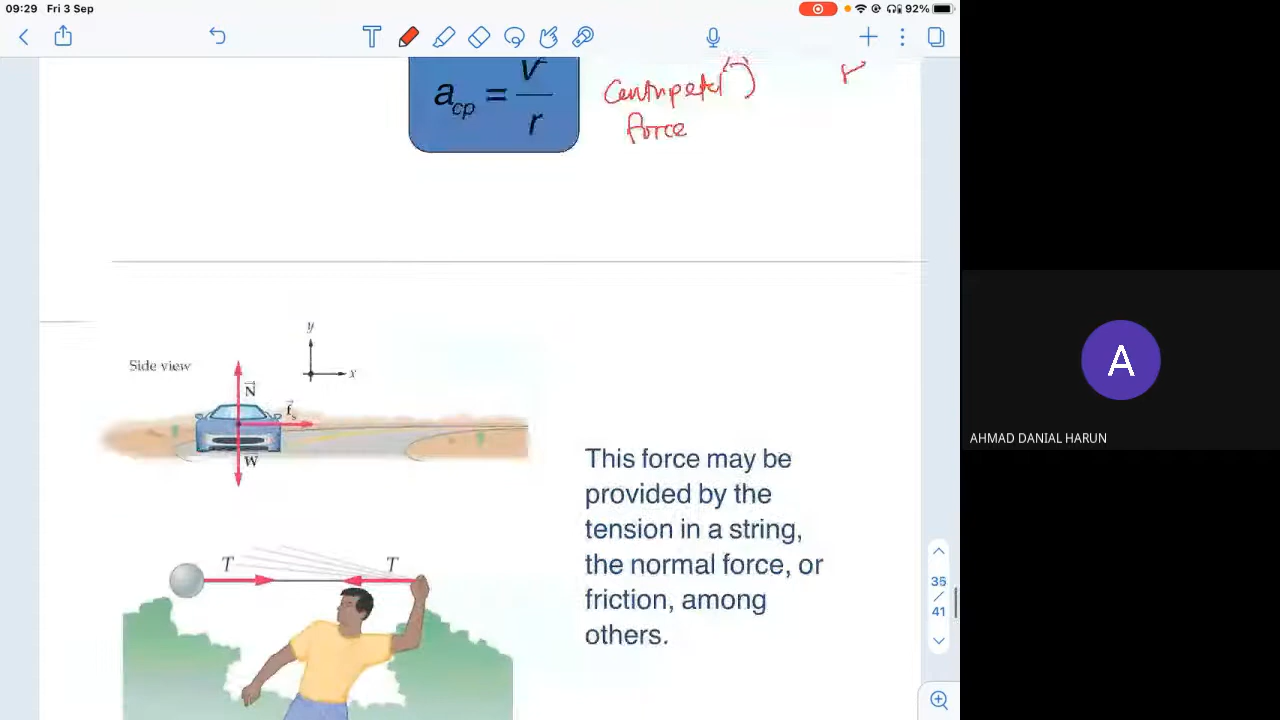 09:29 Fri 3 Sep
92%
T
a_cp = v²/r
Centripetal
force
r
y
x
Side view
N
f_s
W
T
T
This force may be
provided by the
tension in a string,
the normal force, or
friction, among
others.
35
/
41
A
AHMAD DANIAL HARUN